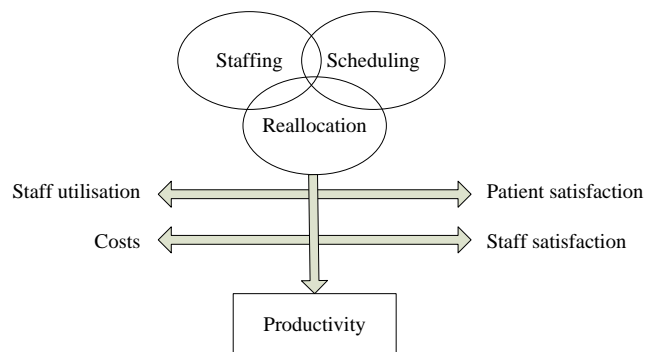 Staffing
Scheduling
Reallocation
Staff utilisation
Patient satisfaction
Costs
Staff satisfaction
Productivity